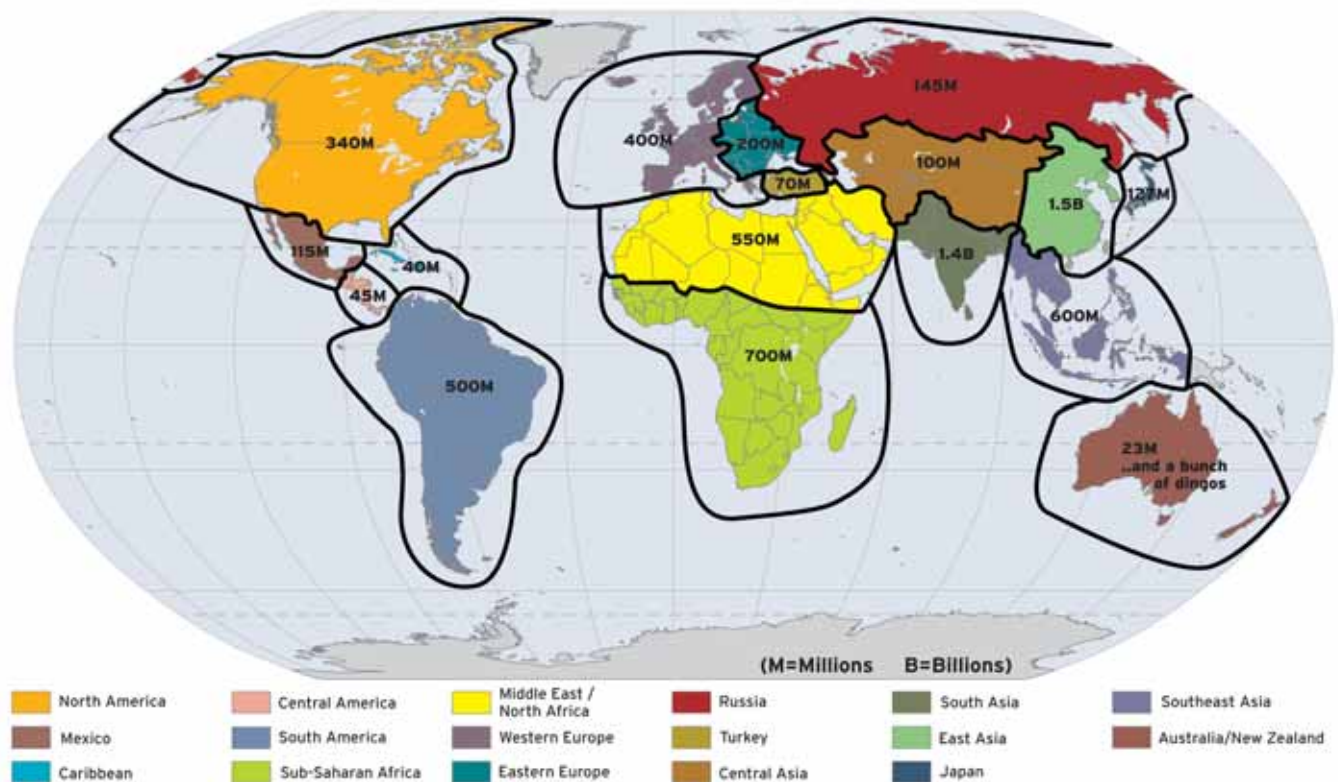 145M
340M
400M
200M
100M
70M
127M
1.5B
115M
550M
1.4B
40M
45M
600M
700M
500M
23M
...and a bunch
of dingos
(M=Millions B=Billions)
North America
Central America
Middle East /
North Africa
Russia
South Asia
Southeast Asia
Mexico
South America
Western Europe
Turkey
East Asia
Australia/New Zealand
Caribbean
Sub-Saharan Africa
Eastern Europe
Central Asia
Japan